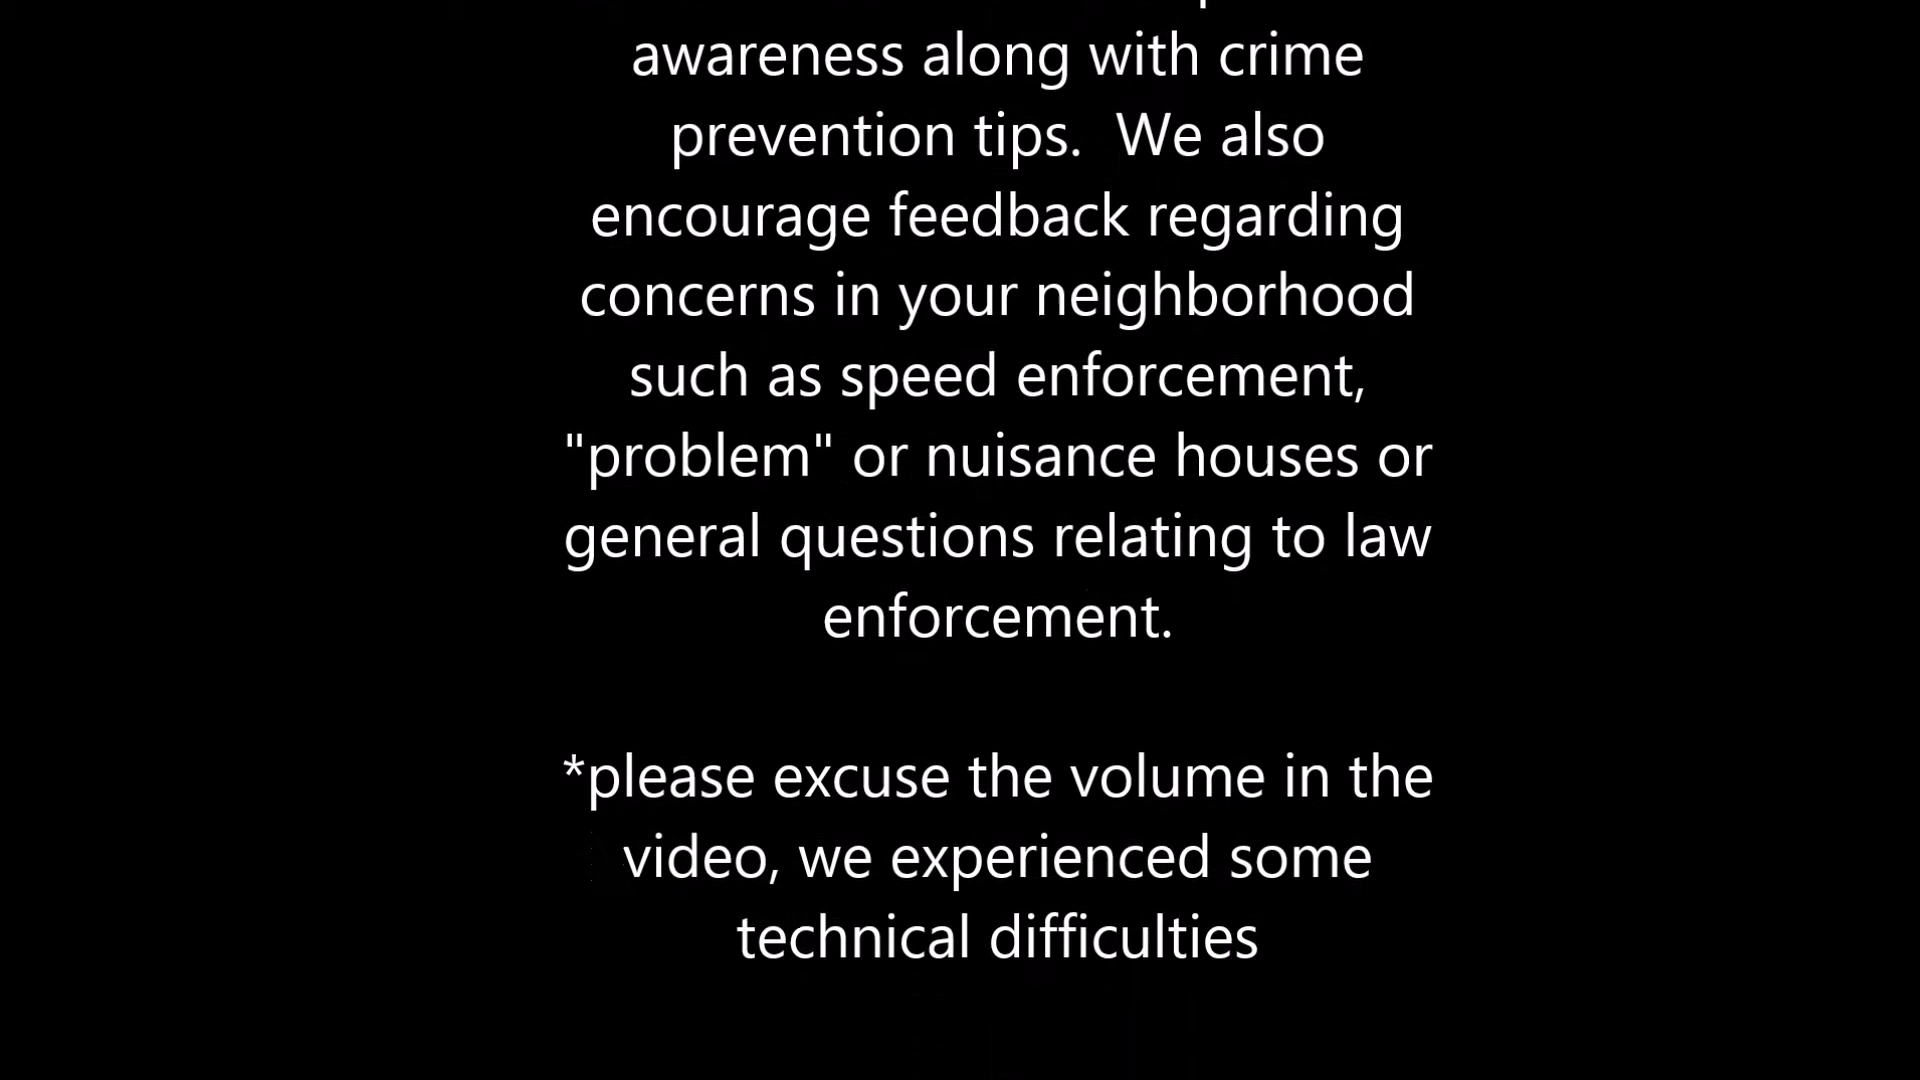 awareness along with crime
prevention tips.  We also
encourage feedback regarding
concerns in your neighborhood
such as speed enforcement,
"problem" or nuisance houses or
general questions relating to law
enforcement.
*please excuse the volume in the
video, we experienced some
technical difficulties